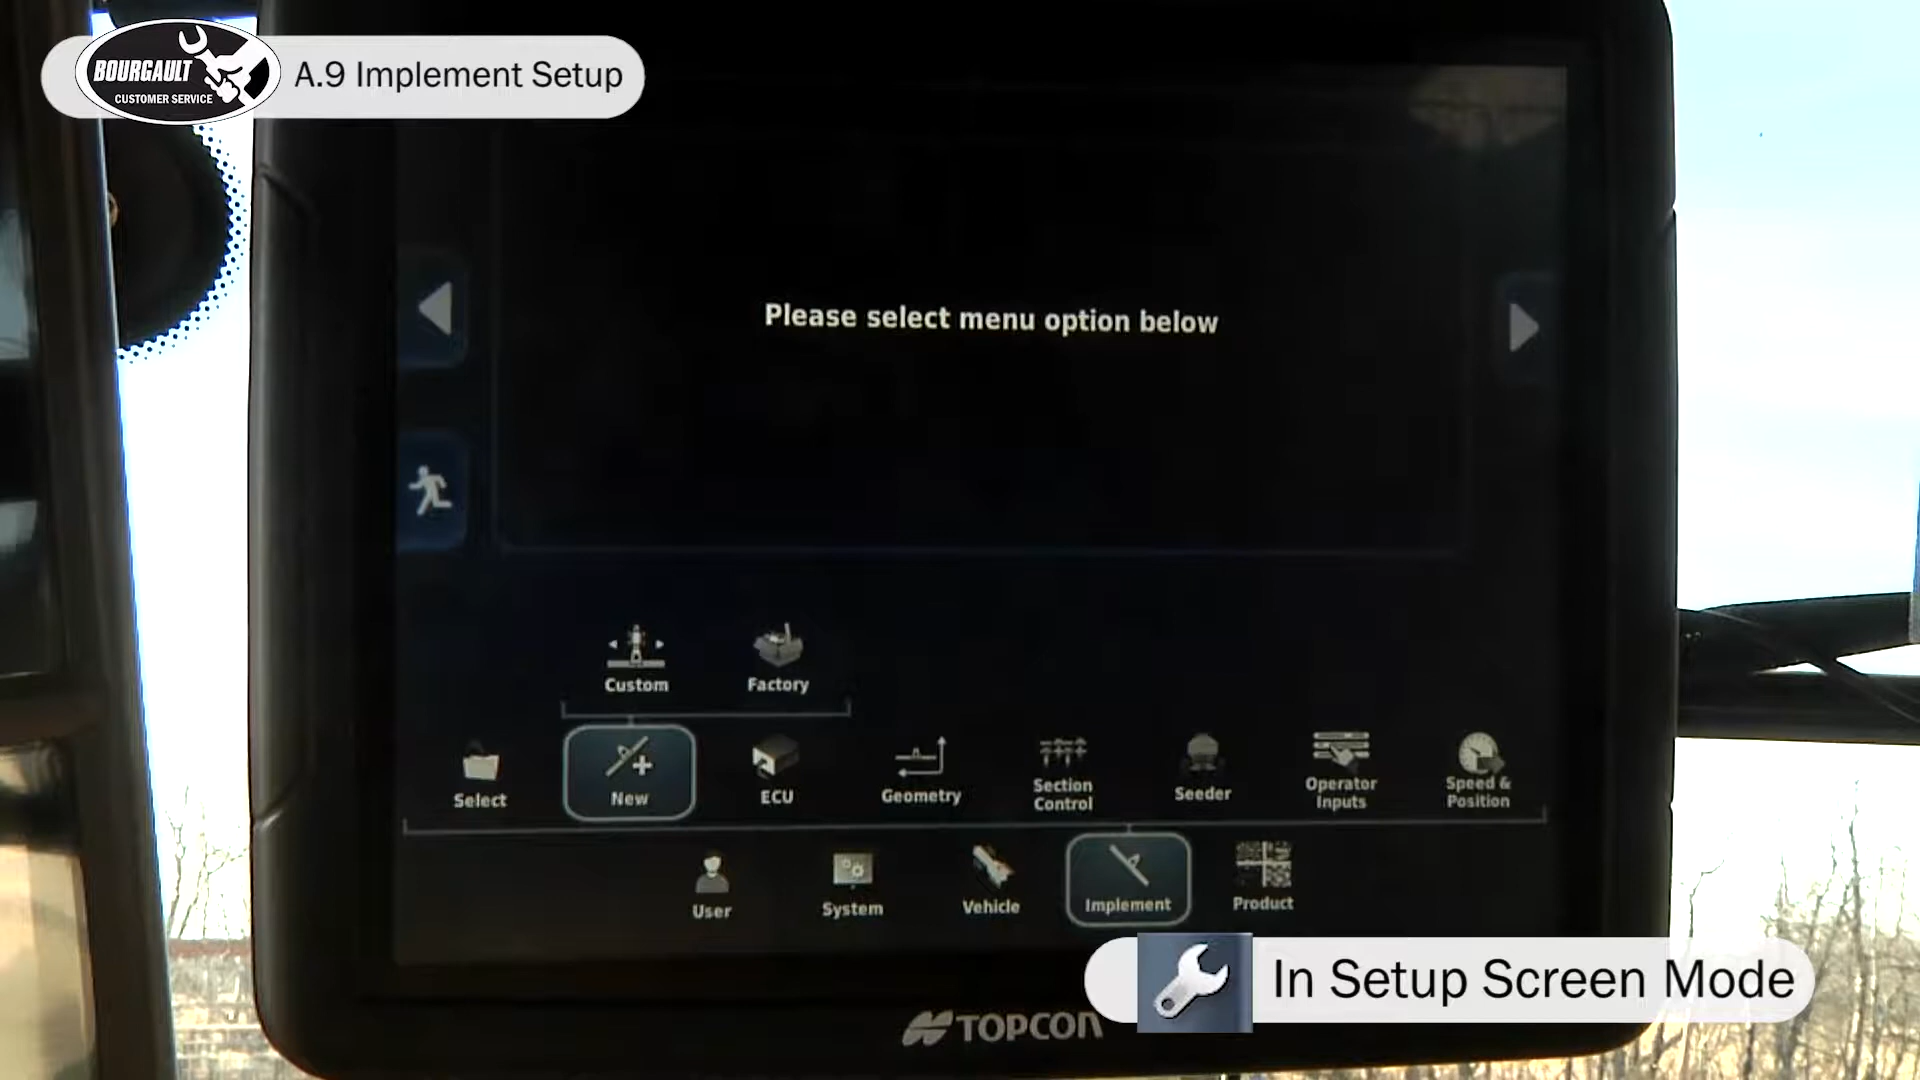 BOURGAULT
CUSTOMER SERVICE
A.9 Implement Setup
Please select menu option below
Custom
Factory
Select
New
ECU
Geometry
Section
Control
Seeder
Operator
Inputs
Speed &
Position
User
System
Vehicle
Implement
Product
In Setup Screen Mode
TOPCON